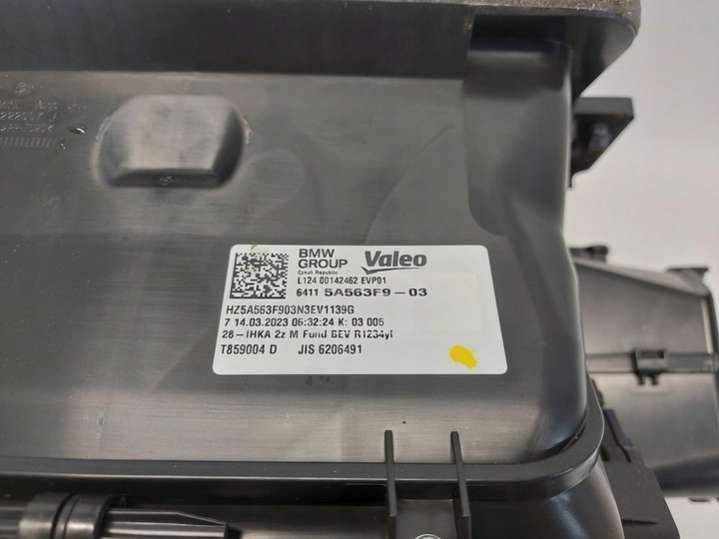 BMW GROUP
Valeo
Czech Republic
L124 00142462 EVP01
6411 5A563F9-03
HZ5A563F903N3EV1139G
7 14.03.2023 06:32:24 K: 03 005
28-IHKA 2z M Fond BEV R1234yf
T859004 D JIS 6206491